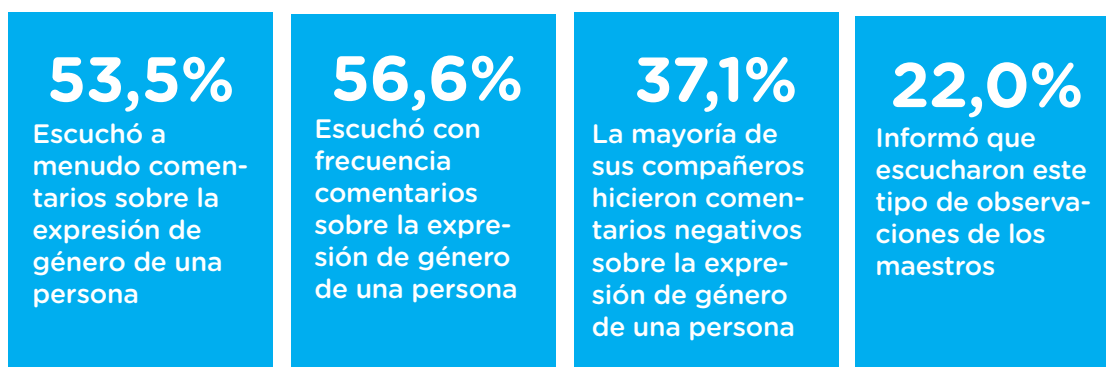 53,5%
Escuchó a
menudo comen-
tarios sobre la
expresión de
género de una
persona
56,6%
Escuchó con
frecuencia
comentarios
sobre la expre-
sión de género
de una persona
37,1%
La mayoría de
sus compañeros
hicieron comen-
tarios negativos
sobre la expre-
sión de género
de una persona
22,0%
Informó que
escucharon este
tipo de observa-
ciones de los
maestros